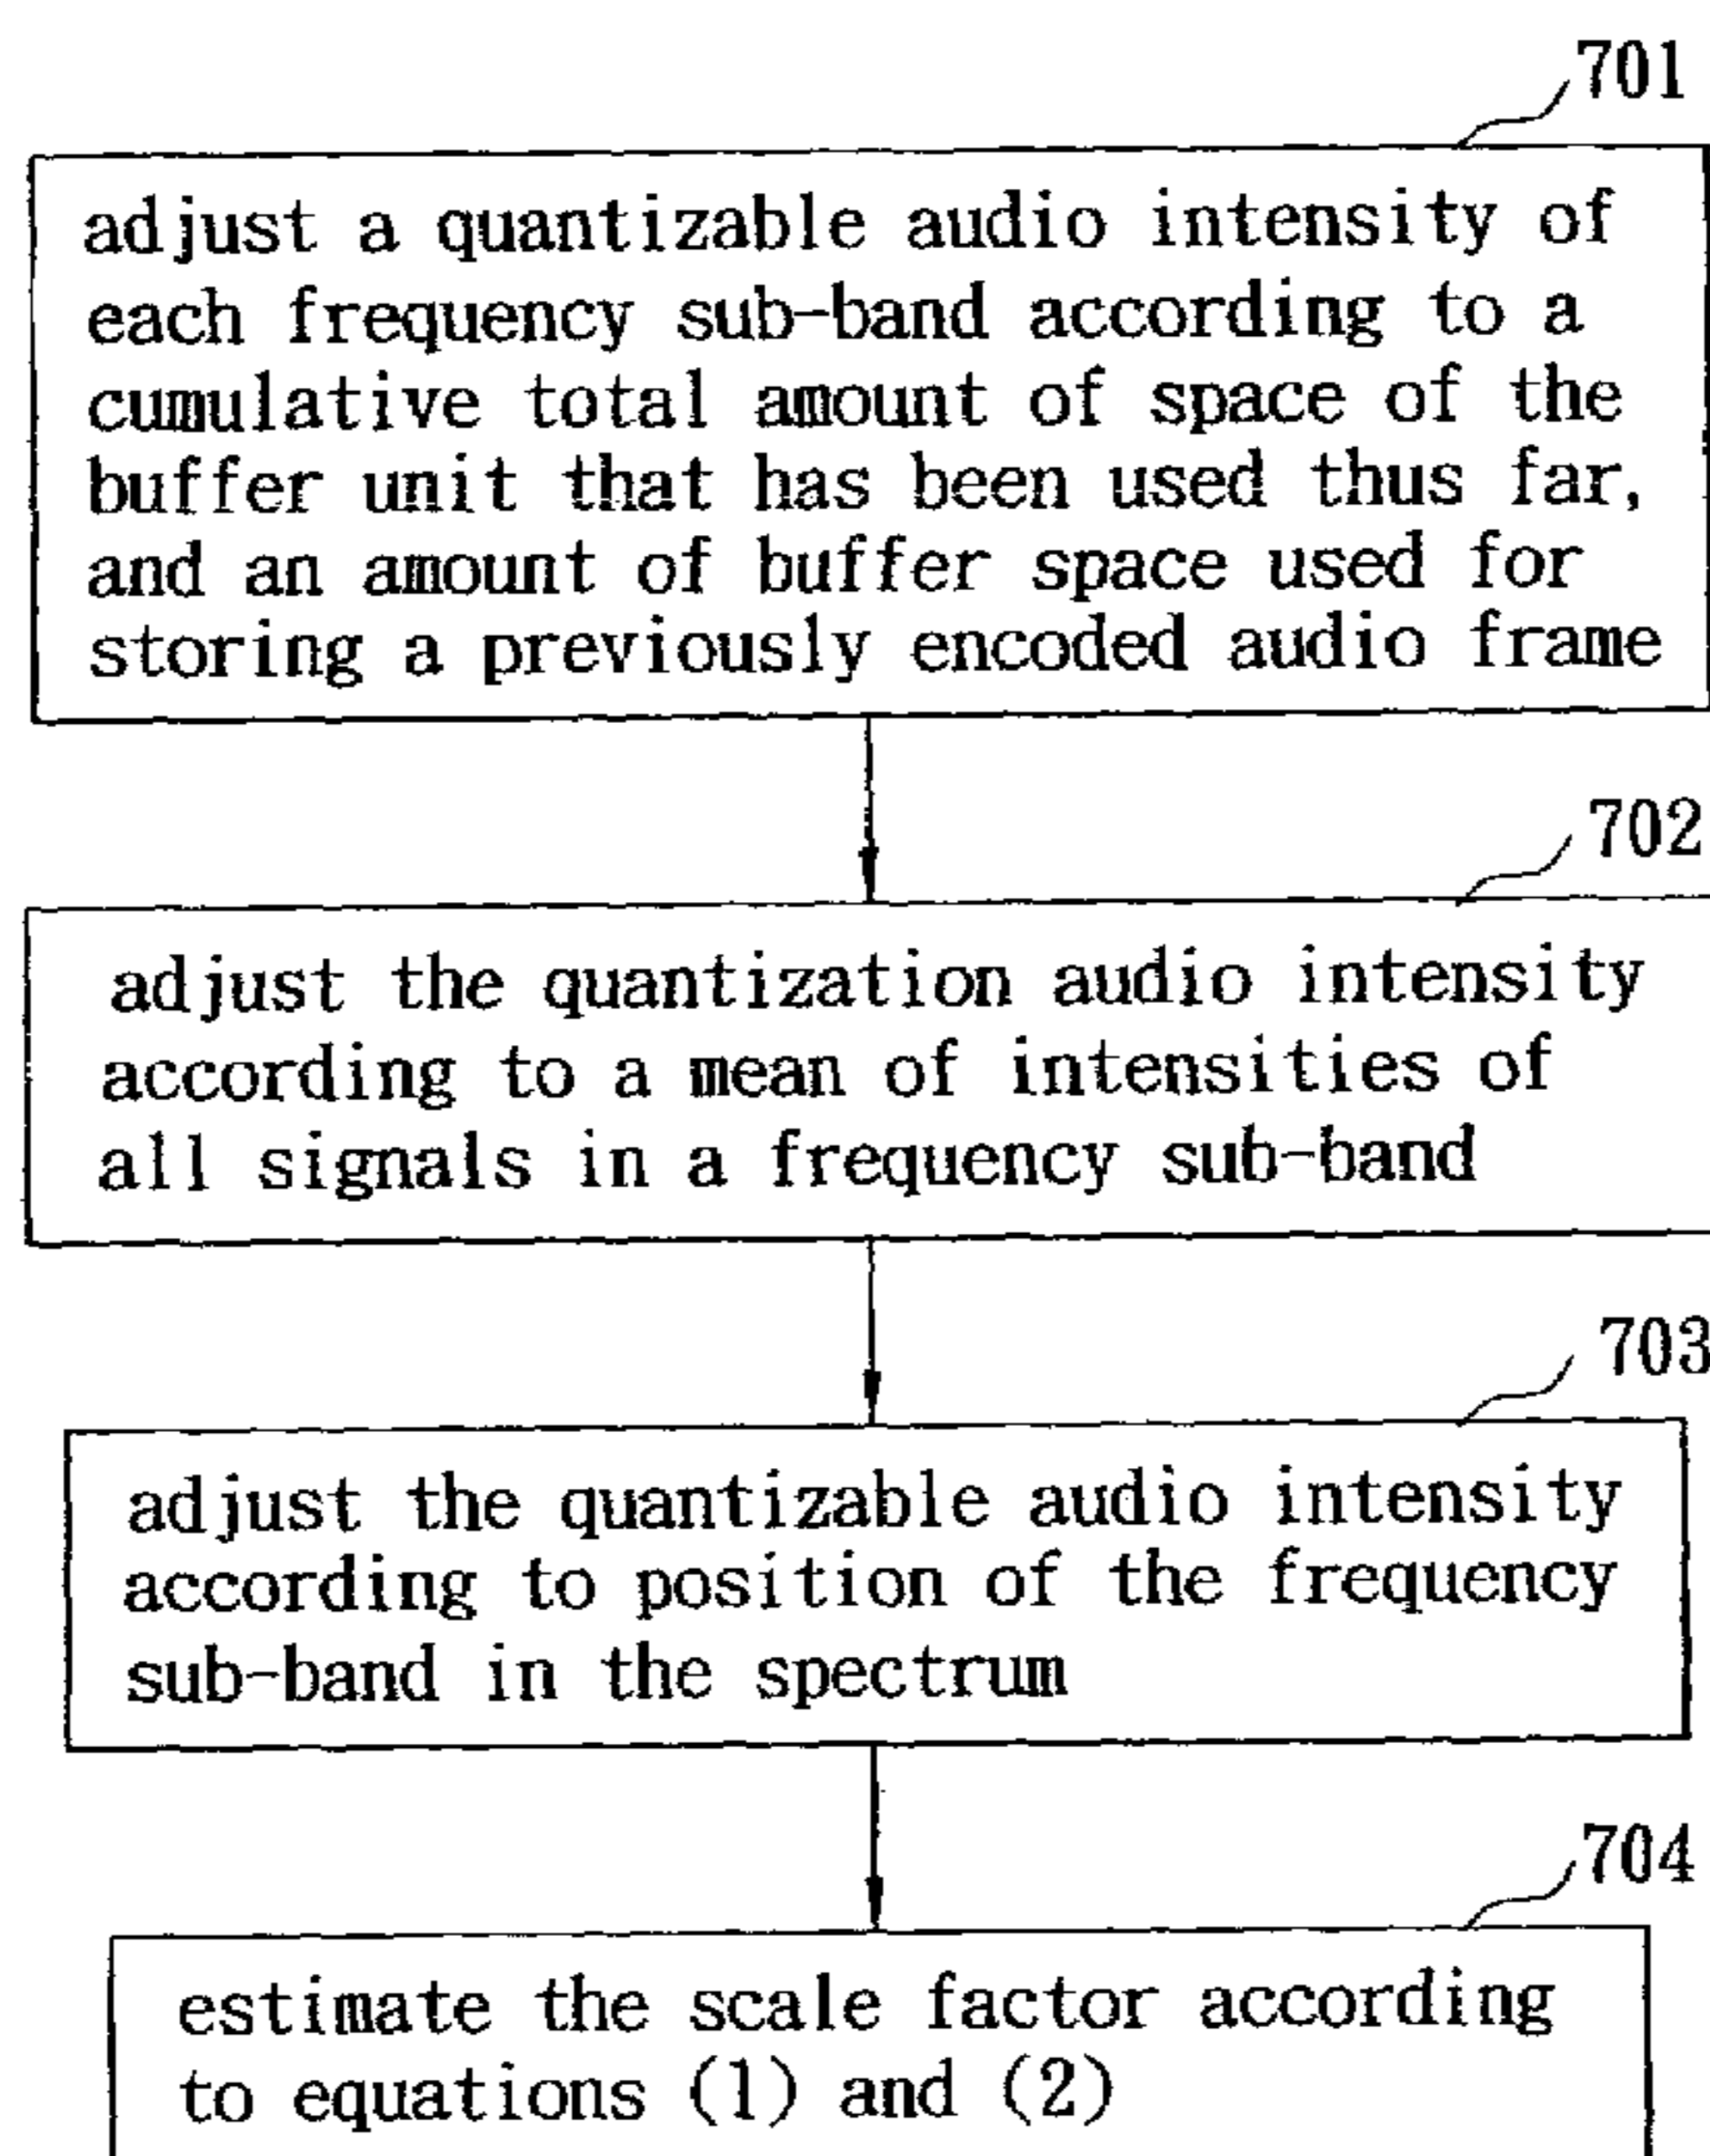 701
adjust a quantizable audio intensity of
each frequency sub-band according to a
cumulative total amount of space of the
buffer unit that has been used thus far,
and an amount of buffer space used for
storing a previously encoded audio frame
702
adjust the quantization audio intensity
according to a mean of intensities of
all signals in a frequency sub-band
703
adjust the quantizable audio intensity
according to position of the frequency
sub-band in the spectrum
704
estimate the scale factor according
to equations (1) and (2)